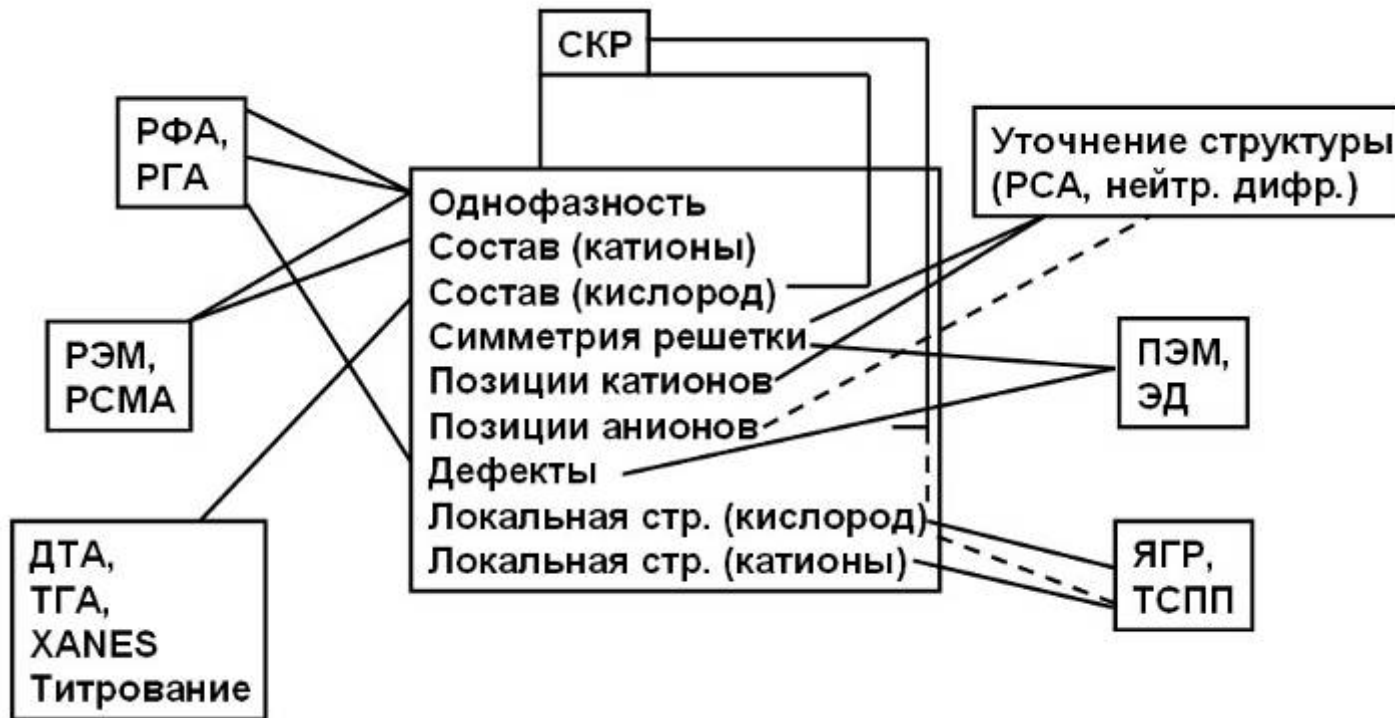 СКР
РФА,
РГА
Уточнение структуры
(РСА, нейтр. дифр.)
Однофазность
Состав (катионы)
Состав (кислород)
Симметрия решетки
Позиции катионов
Позиции анионов
Дефекты
Локальная стр. (кислород)
Локальная стр. (катионы)
РЭМ,
РСМА
ПЭМ,
ЭД
ДТА,
ТГА,
XANES
Титрование
ЯГР,
ТСПП